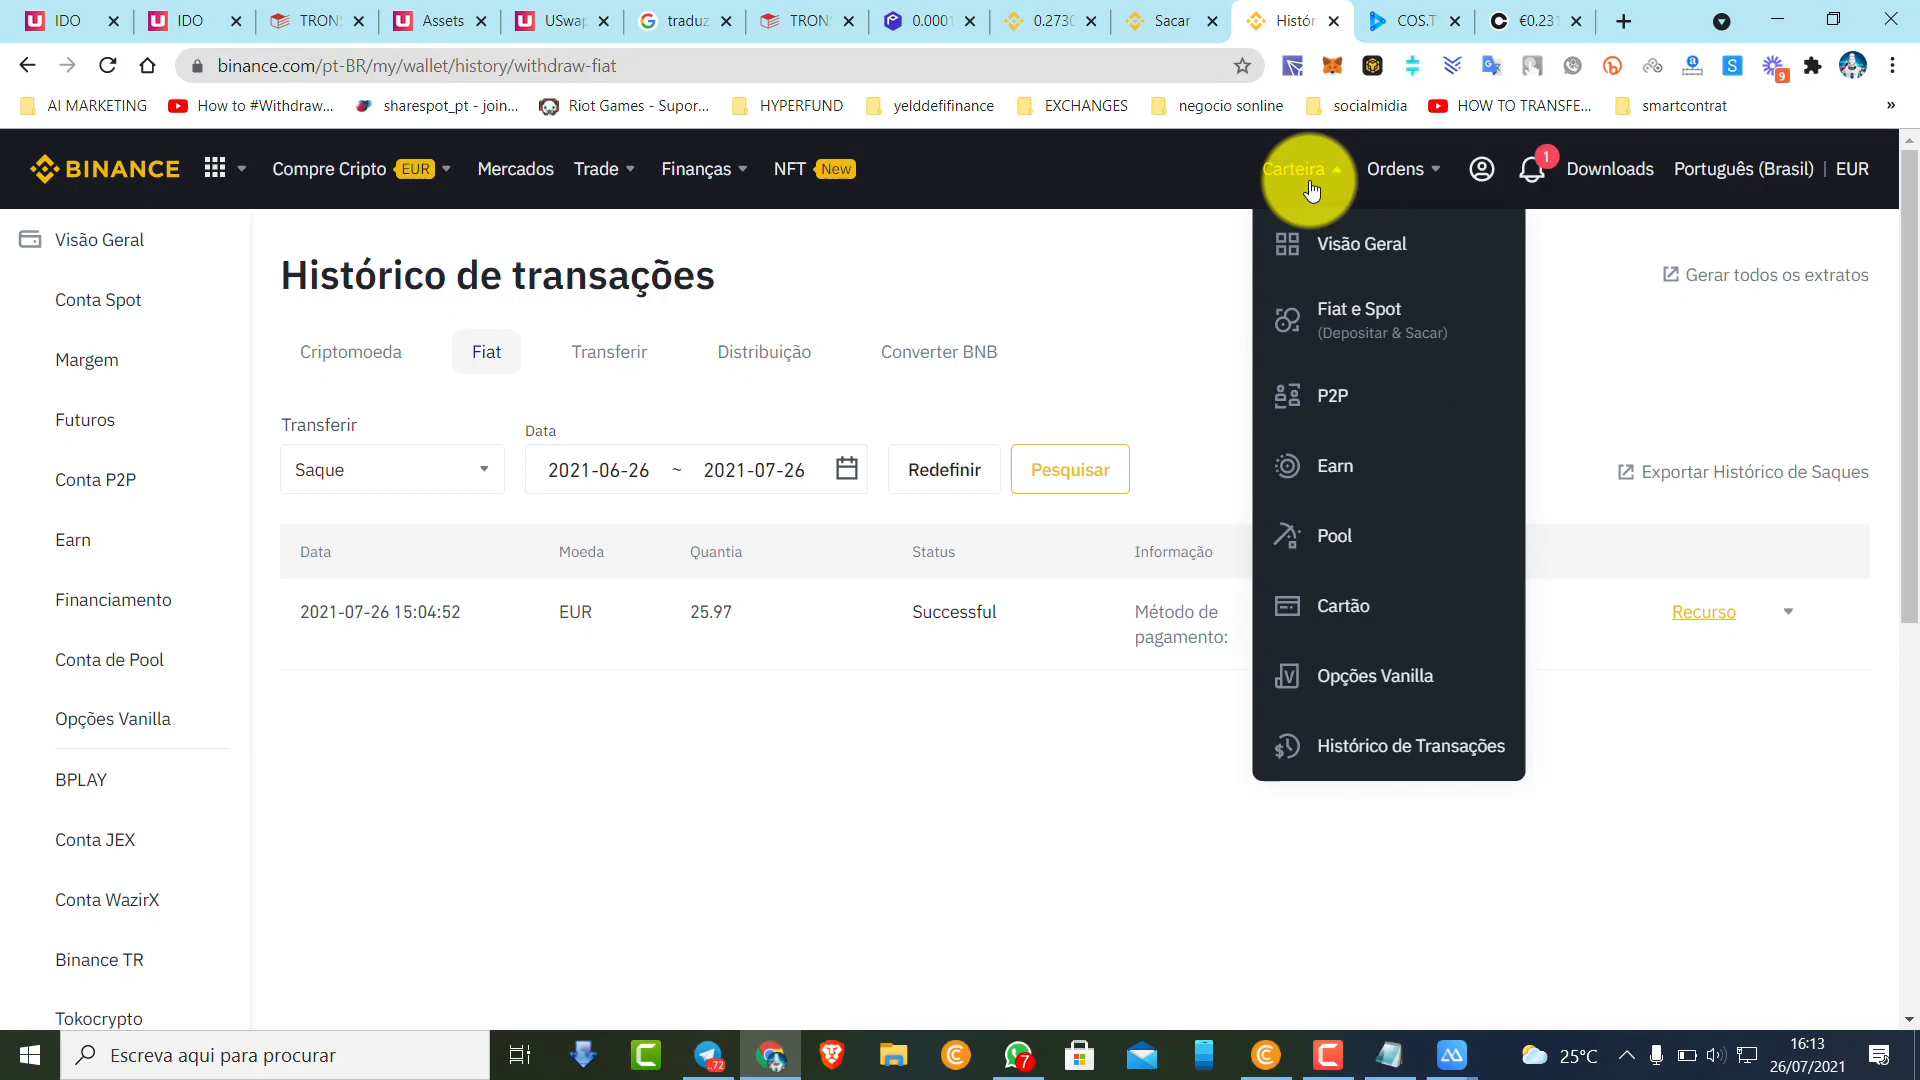 IDO
IDO
TRON
Assets
USwap
traduz
TRON
0.0001
0.2730
Sacar
Histór
COS.T
€0.231
binance.com/pt-BR/my/wallet/history/withdraw-fiat
9
AI MARKETING
How to #Withdraw...
sharespot_pt - join...
Riot Games - Supor...
HYPERFUND
yelddefifinance
EXCHANGES
negocio sonline
socialmidia
HOW TO TRANSFE...
smartcontrat
»
BINANCE
Compre Cripto EUR
Mercados
Trade
Finanças
NFT New
Carteira
Ordens
1
Downloads
Português (Brasil) | EUR
Visão Geral
Conta Spot
Margem
Futuros
Conta P2P
Earn
Financiamento
Conta de Pool
Opções Vanilla
BPLAY
Conta JEX
Conta WazirX
Binance TR
Tokocrypto
Histórico de transações
Gerar todos os extratos
Criptomoeda
Fiat
Transferir
Distribuição
Converter BNB
Transferir
Data
Saque
2021-06-26 ~ 2021-07-26
Redefinir
Pesquisar
Exportar Histórico de Saques
Data
Moeda
Quantia
Status
Informação
2021-07-26 15:04:52
EUR
25.97
Successful
Método de
pagamento:
Recurso
Visão Geral
Fiat e Spot
(Depositar & Sacar)
P2P
Earn
Pool
Cartão
Opções Vanilla
Histórico de Transações
Escreva aqui para procurar
72
7
25°C
16:13
26/07/2021